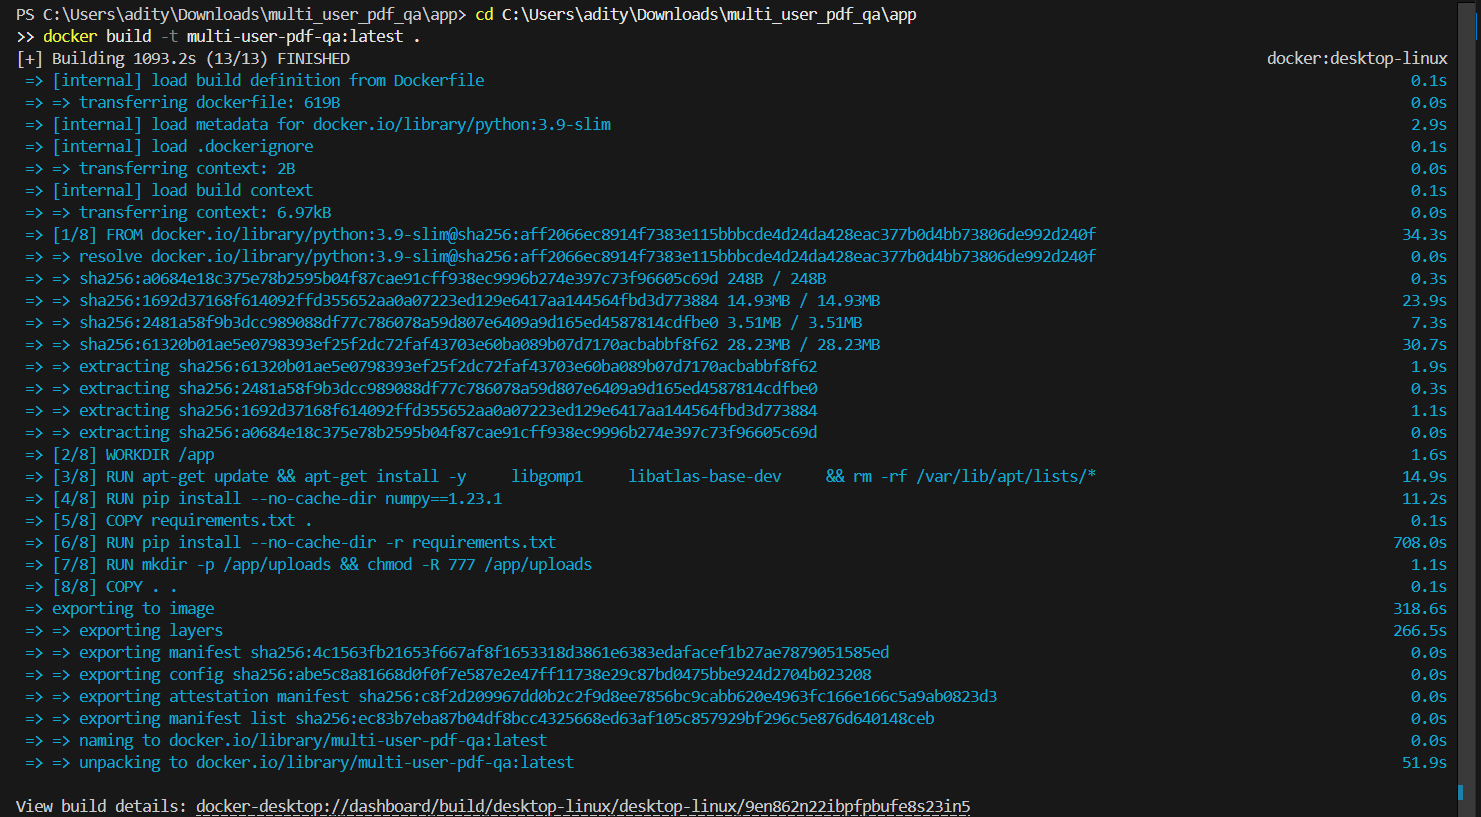 PS C:\Users\adity\Downloads\multi_user_pdf_qa\app> cd C:\Users\adity\Downloads\multi_user_pdf_qa\app
>> docker build -t multi-user-pdf-qa:latest .
[+] Building 1093.2s (13/13) FINISHED docker:desktop-linux
=> [internal] load build definition from Dockerfile 0.1s
=> => transferring dockerfile: 619B 0.0s
=> [internal] load metadata for docker.io/library/python:3.9-slim 2.9s
=> [internal] load .dockerignore 0.1s
=> => transferring context: 2B 0.0s
=> [internal] load build context 0.1s
=> => transferring context: 6.97kB 0.0s
=> [1/8] FROM docker.io/library/python:3.9-slim@sha256:aff2066ec8914f7383e115bbbcde4d24da428eac377b0d4bb73806de992d240f 34.3s
=> => resolve docker.io/library/python:3.9-slim@sha256:aff2066ec8914f7383e115bbbcde4d24da428eac377b0d4bb73806de992d240f 0.0s
=> => sha256:a0684e18c375e78b2595b04f87cae91cff938ec9996b274e397c73f96605c69d 248B / 248B 0.3s
=> => sha256:1692d37168f614092ffd355652aa0a07223ed129e6417aa144564fbd3d773884 14.93MB / 14.93MB 23.9s
=> => sha256:2481a58f9b3dcc989088df77c786078a59d807e6409a9d165ed4587814cdfbe0 3.51MB / 3.51MB 7.3s
=> => sha256:61320b01ae5e0798393ef25f2dc72faf43703e60ba089b07d7170acbabbf8f62 28.23MB / 28.23MB 30.7s
=> => extracting sha256:61320b01ae5e0798393ef25f2dc72faf43703e60ba089b07d7170acbabbf8f62 1.9s
=> => extracting sha256:2481a58f9b3dcc989088df77c786078a59d807e6409a9d165ed4587814cdfbe0 0.3s
=> => extracting sha256:1692d37168f614092ffd355652aa0a07223ed129e6417aa144564fbd3d773884 1.1s
=> => extracting sha256:a0684e18c375e78b2595b04f87cae91cff938ec9996b274e397c73f96605c69d 0.0s
=> [2/8] WORKDIR /app 1.6s
=> [3/8] RUN apt-get update && apt-get install -y     libgomp1     libatlas-base-dev     && rm -rf /var/lib/apt/lists/* 14.9s
=> [4/8] RUN pip install --no-cache-dir numpy==1.23.1 11.2s
=> [5/8] COPY requirements.txt . 0.1s
=> [6/8] RUN pip install --no-cache-dir -r requirements.txt 708.0s
=> [7/8] RUN mkdir -p /app/uploads && chmod -R 777 /app/uploads 1.1s
=> [8/8] COPY . . 0.1s
=> exporting to image 318.6s
=> => exporting layers 266.5s
=> => exporting manifest sha256:4c1563fb21653f667af8f1653318d3861e6383edafacef1b27ae7879051585ed 0.0s
=> => exporting config sha256:abe5c8a81668d0f0f7e587e2e47ff11738e29c87bd0475bbe924d2704b023208 0.0s
=> => exporting attestation manifest sha256:c8f2d209967dd0b2c2f9d8ee7856bc9cabb620e4963fc166e166c5a9ab0823d3 0.0s
=> => exporting manifest list sha256:ec83b7eba87b04df8bcc4325668ed63af105c857929bf296c5e876d640148ceb 0.0s
=> => naming to docker.io/library/multi-user-pdf-qa:latest 0.0s
=> => unpacking to docker.io/library/multi-user-pdf-qa:latest 51.9s
View build details: docker-desktop://dashboard/build/desktop-linux/desktop-linux/9en862n22ibpfpbufe8s23in5